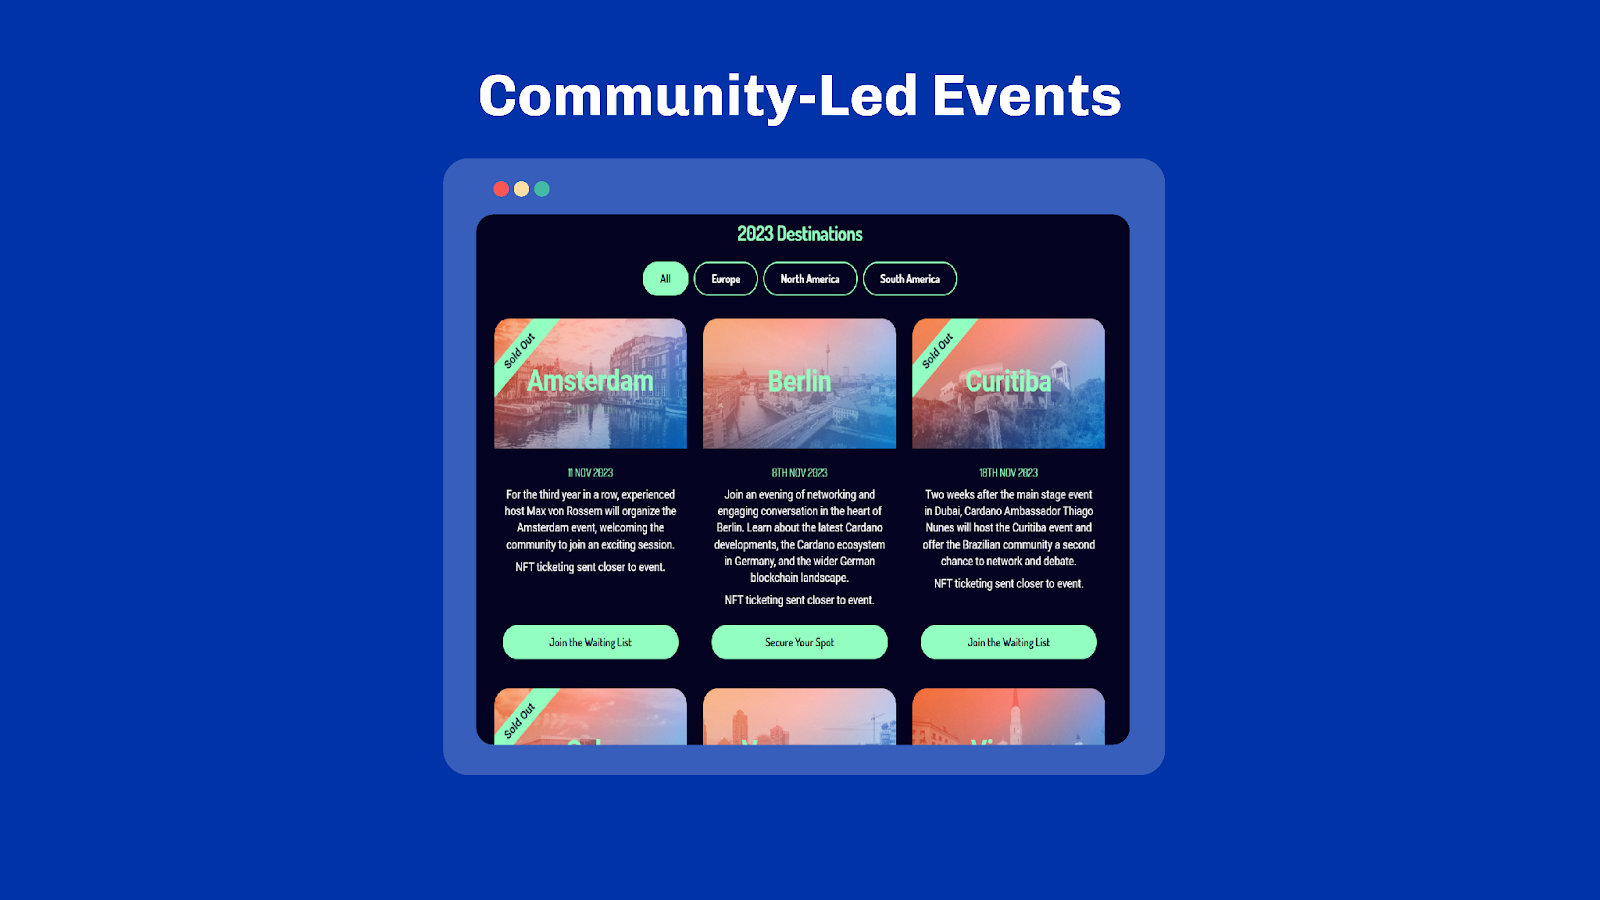 Community-Led Events
2023 Destinations
All
Europe
North America
South America
Sold Out
Amsterdam
11 NOV 2023
For the third year in a row, experienced
host Max von Rossem will organize the
Amsterdam event, welcoming the
community to join an exciting session.
NFT ticketing sent closer to event.
Join the Waiting List
Berlin
8TH NOV 2023
Join an evening of networking and
engaging conversation in the heart of
Berlin. Learn about the latest Cardano
developments, the Cardano ecosystem
in Germany, and the wider German
blockchain landscape.
NFT ticketing sent closer to event.
Secure Your Spot
Sold Out
Curitiba
18TH NOV 2023
Two weeks after the main stage event
in Dubai, Cardano Ambassador Thiago
Nunes will host the Curitiba event and
offer the Brazilian community a second
chance to network and debate.
NFT ticketing sent closer to event.
Join the Waiting List
Sold Out